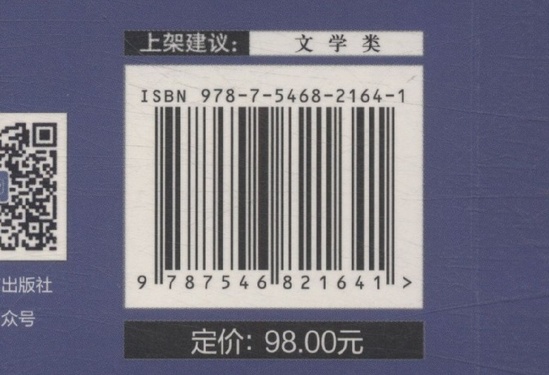 上架建议： 文学类
ISBN 978-7-5468-2164-1
9 787546 821641 >
出版社
众号
定价：98.00元